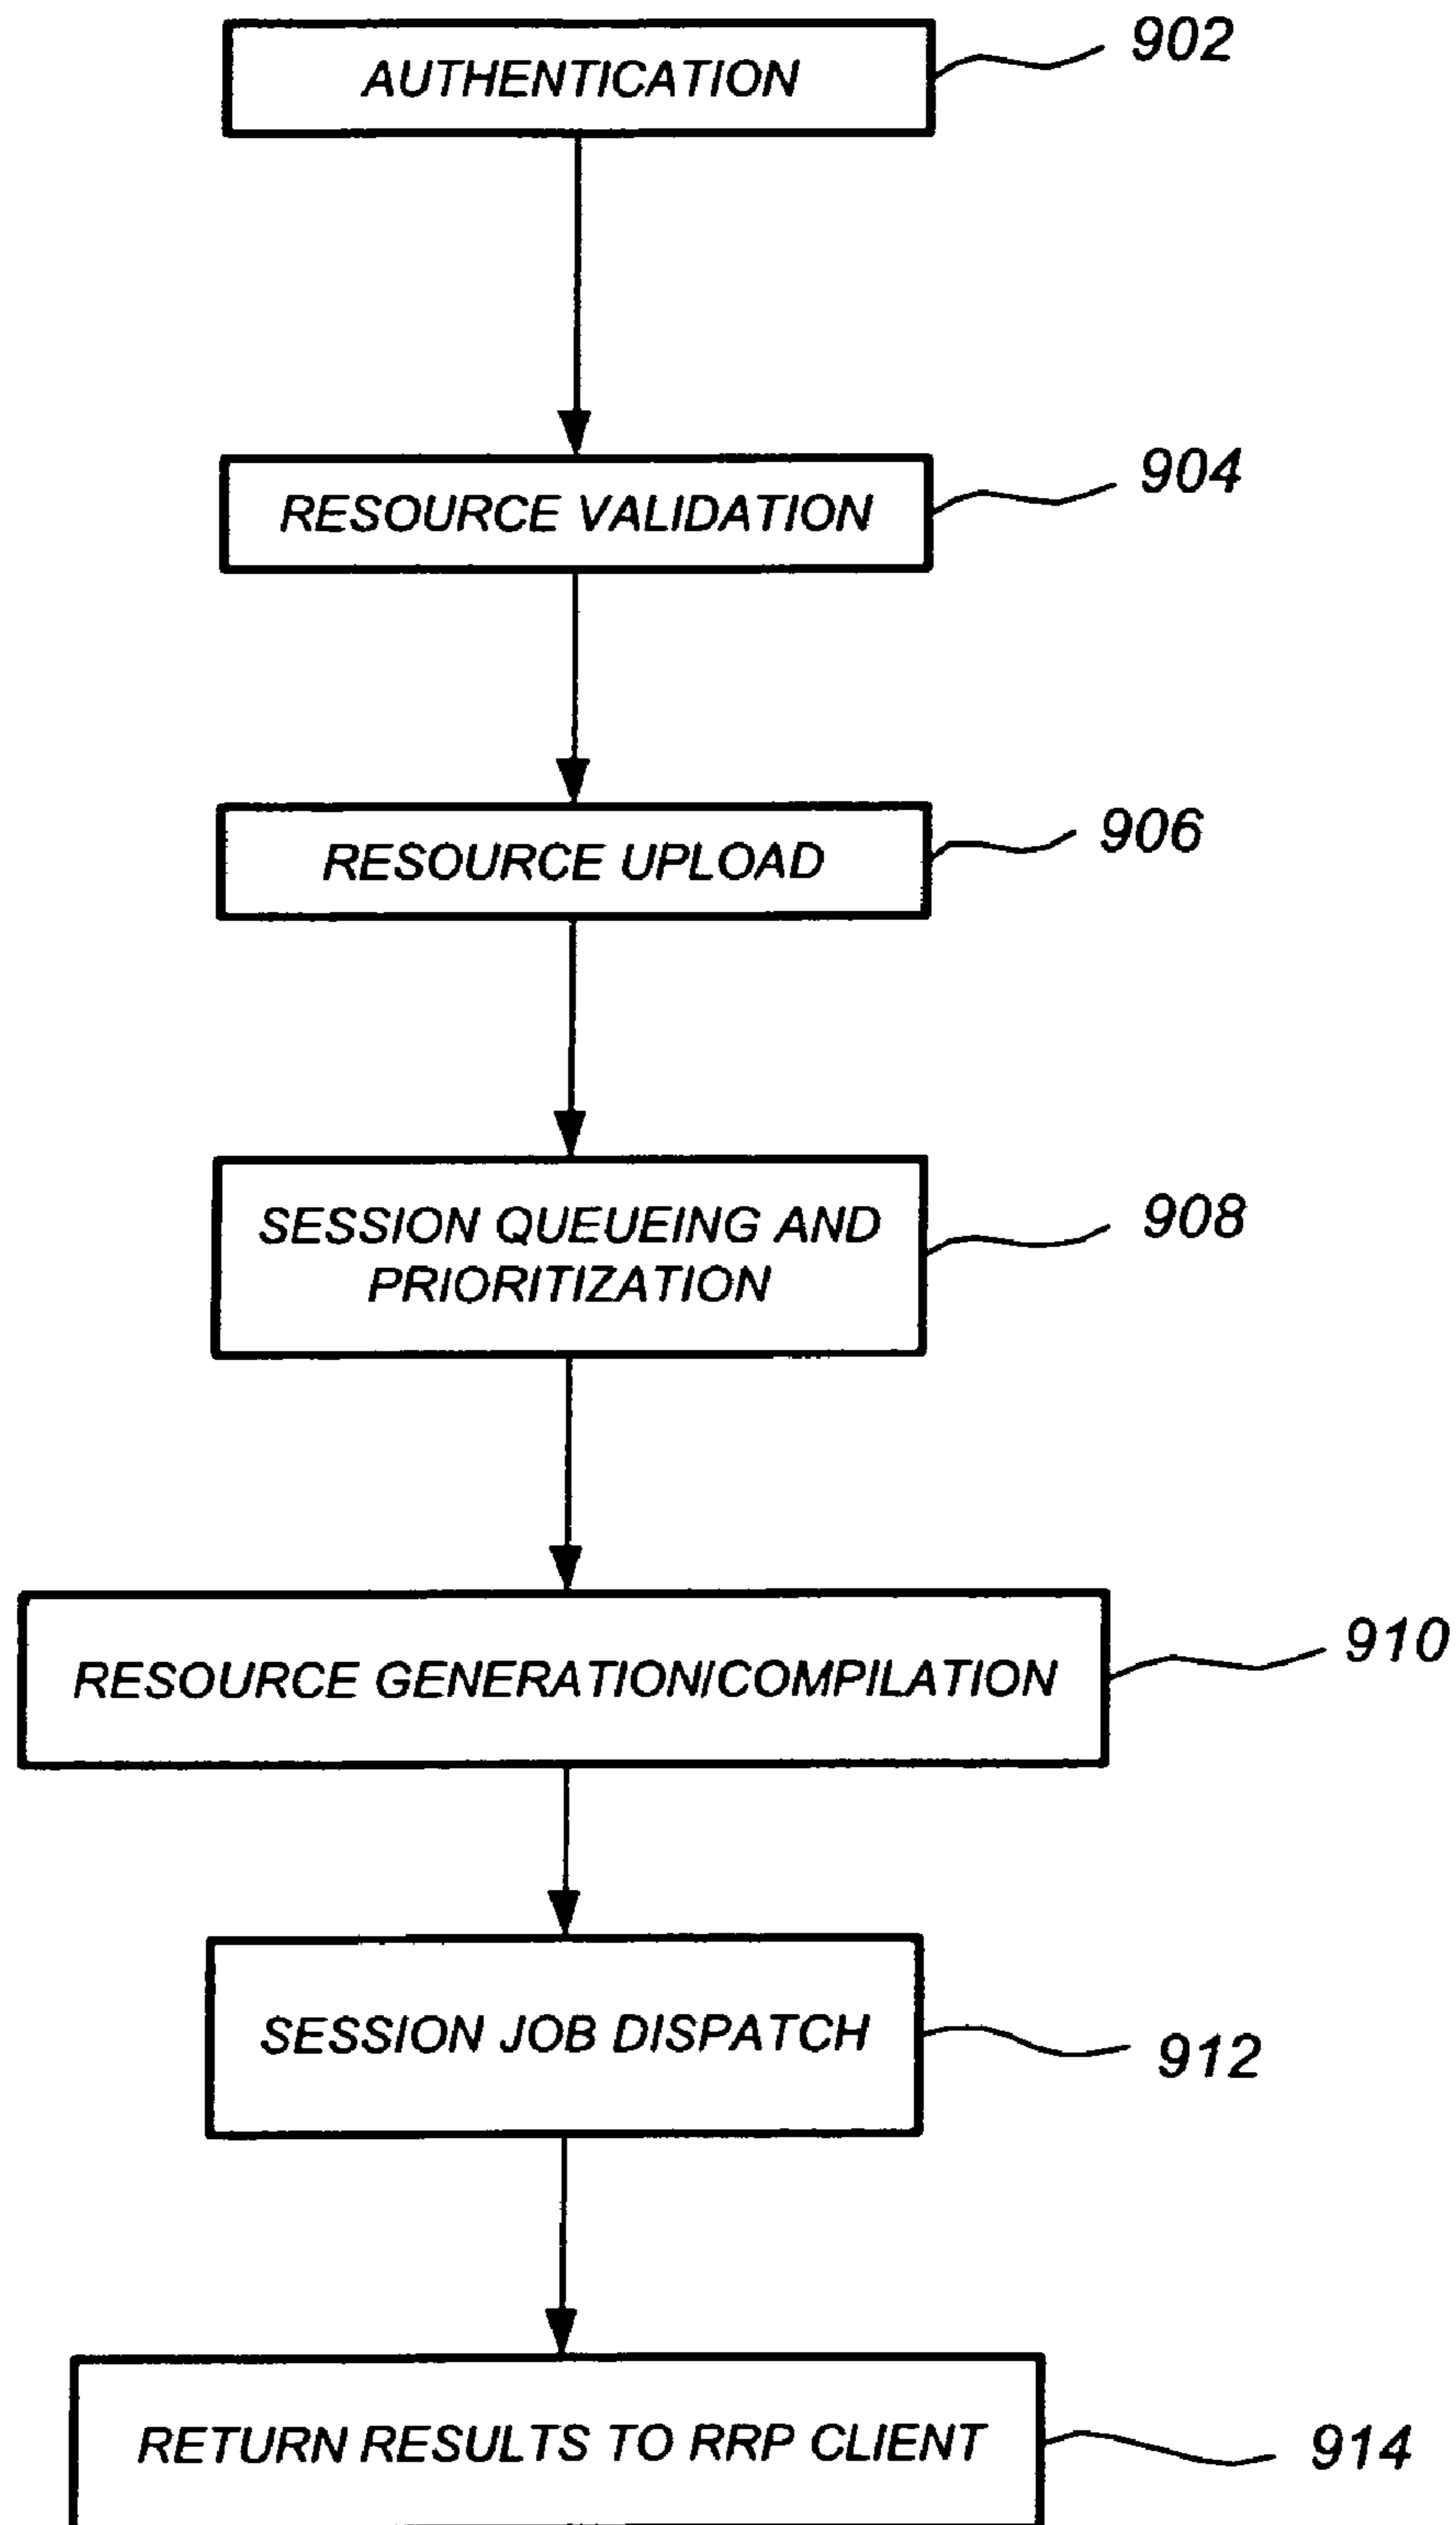 AUTHENTICATION
902
RESOURCE VALIDATION
904
RESOURCE UPLOAD
906
SESSION QUEUEING AND
PRIORITIZATION
908
RESOURCE GENERATION/COMPILATION
910
SESSION JOB DISPATCH
912
RETURN RESULTS TO RRP CLIENT
914